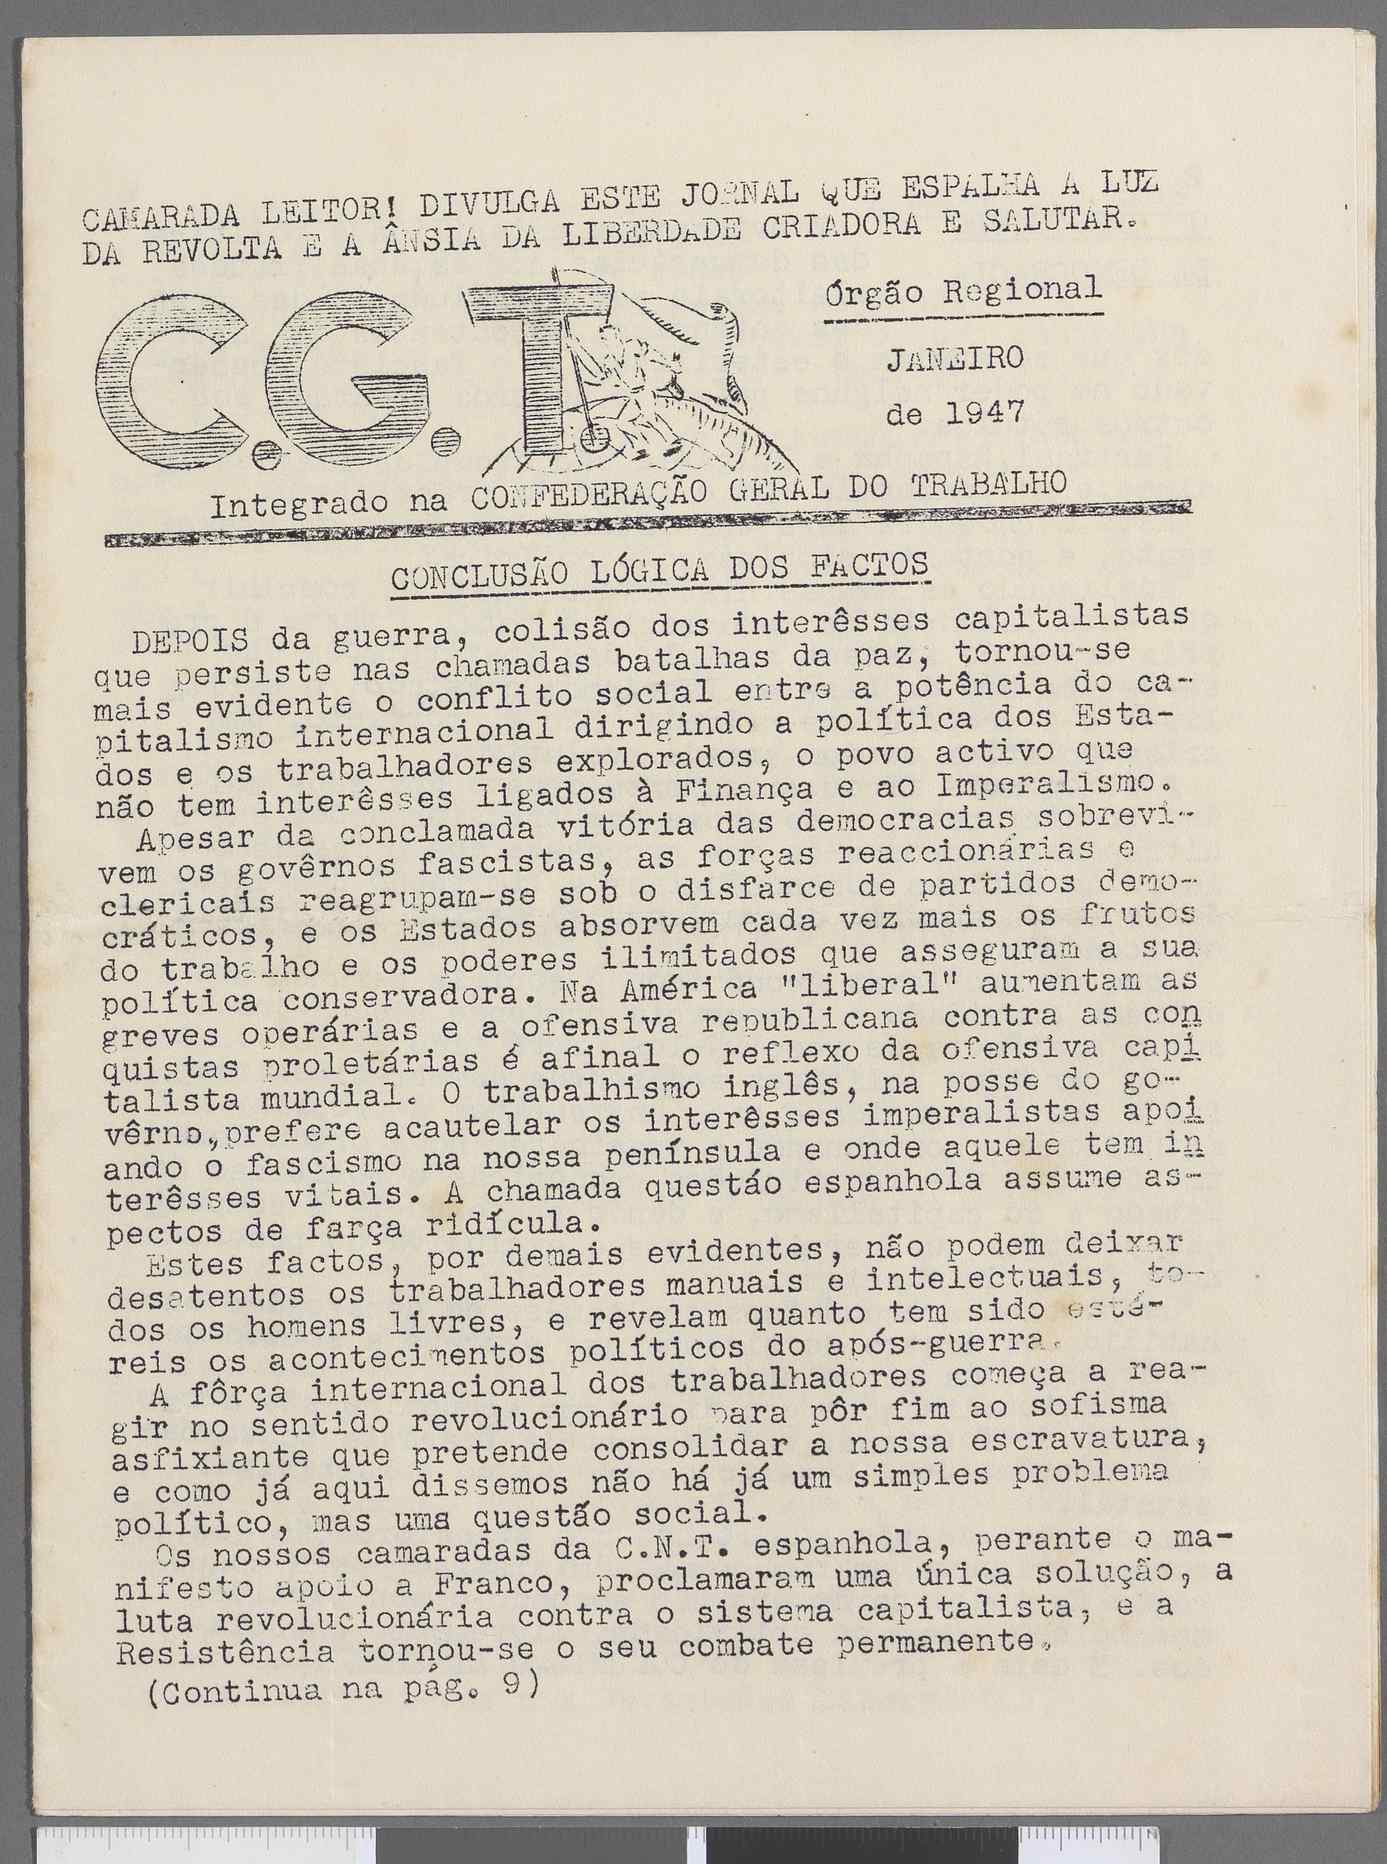 CAMARADA LEITOR! DIVULGA ESTE JORNAL QUE ESPALHA A LUZ
DA REVOLTA E A ÂNSIA DA LIBERDADE CRIADORA E SALUTAR.
C.G.T
Órgão Regional
JANEIRO
de 1947
Integrado na CONFEDERAÇÃO GERAL DO TRABALHO
CONCLUSÃO LÓGICA DOS FACTOS
DEPOIS da guerra, colisão dos interêsses capitalistas
que persiste nas chamadas batalhas da paz, tornou-se
mais evidente o conflito social entre a potência do ca-
pitalismo internacional dirigindo a política dos Esta-
dos e os trabalhadores explorados, o povo activo que
não tem interêsses ligados à Finança e ao Imperalismo.
Apesar da conclamada vitória das democracias sobrevi-
vem os govêrnos fascistas, as forças reaccionárias e
clericais reagrupam-se sob o disfarce de partidos demo-
cráticos, e os Estados absorvem cada vez mais os frutos
do trabalho e os poderes ilimitados que asseguram a sua
política conservadora. Na América "liberal" aumentam as
greves operárias e a ofensiva republicana contra as con
quistas proletárias é afinal o reflexo da ofensiva capi
talista mundial. O trabalhismo inglês, na posse do go-
vêrno, prefere acautelar os interêsses imperalistas apoi
ando o fascismo na nossa península e onde aquele tem in
terêsses vitais. A chamada questáo espanhola assume as-
pectos de farça ridícula.
Estes factos, por demais evidentes, não podem deixar
desatentos os trabalhadores manuais e intelectuais, to-
dos os homens livres, e revelam quanto tem sido esté-
reis os acontecimentos políticos do após-guerra.
A fôrça internacional dos trabalhadores começa a rea-
gir no sentido revolucionário para pôr fim ao sofisma
asfixiante que pretende consolidar a nossa escravatura,
e como já aqui dissemos não há já um simples problema
político, mas uma questão social.
Os nossos camaradas da C.N.T. espanhola, perante o ma-
nifesto apoio a Franco, proclamaram uma única solução, a
luta revolucionária contra o sistema capitalista, e a
Resistência tornou-se o seu combate permanente.
(Continua na pág. 9)